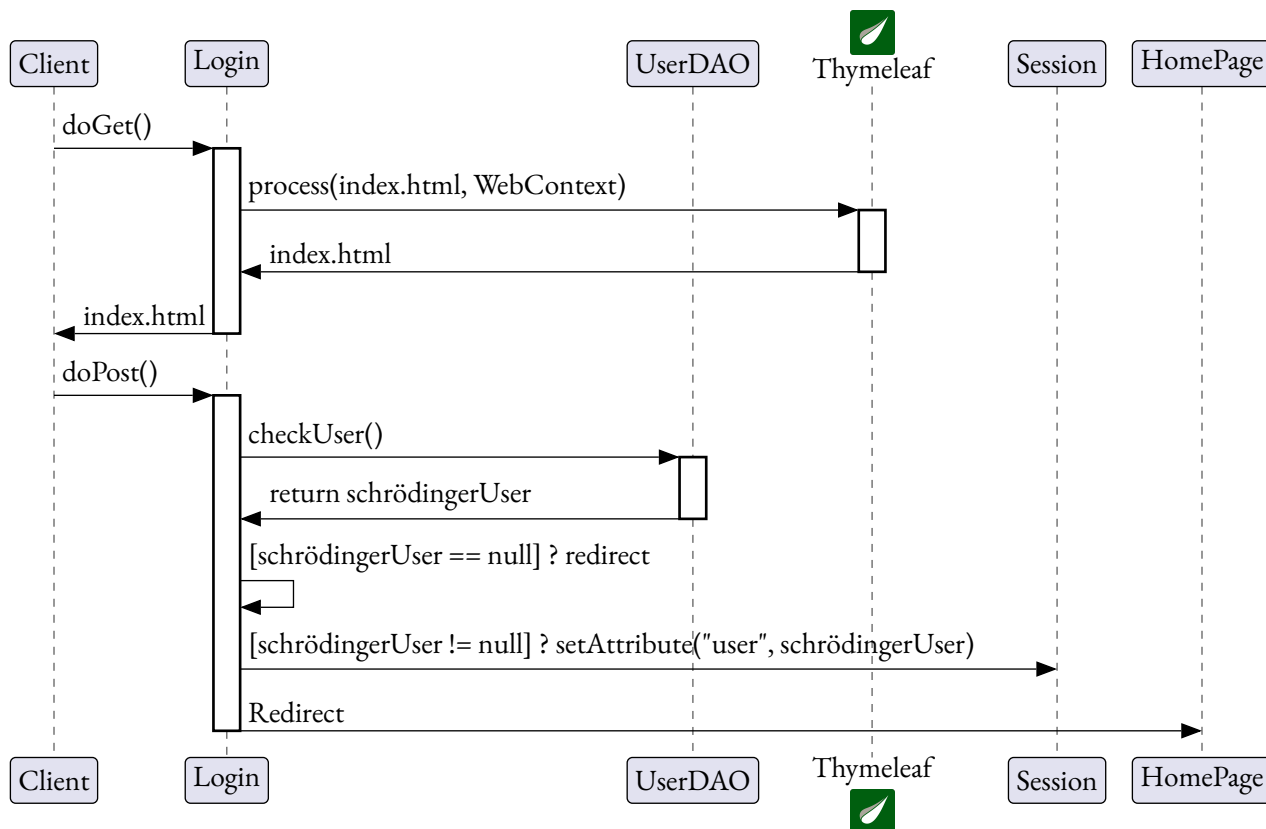 Client
Login
UserDAO
Thymeleaf
Session
HomePage
doGet()
process(index.html, WebContext)
index.html
index.html
doPost()
checkUser()
return schrödingerUser
[schrödingerUser == null] ? redirect
[schrödingerUser != null] ? setAttribute("user", schrödingerUser)
Redirect
Client
Login
UserDAO
Thymeleaf
Session
HomePage